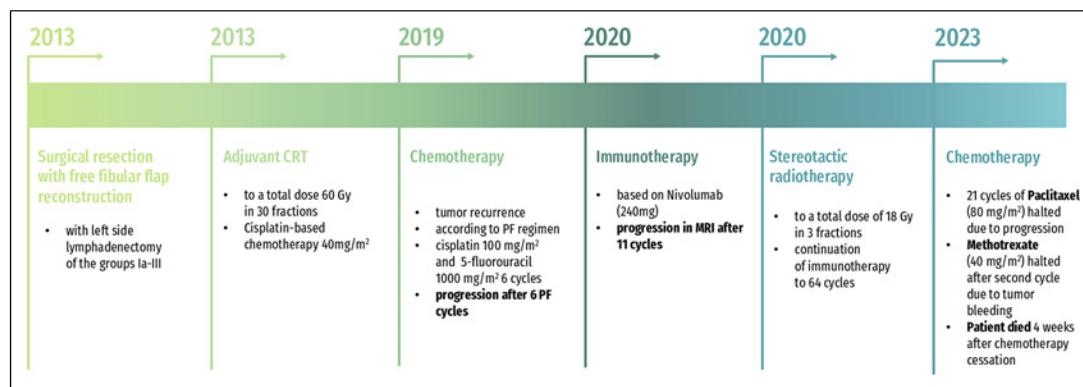 2013
Surgical resection
with free fibular flap
reconstruction
• with left side
lymphadenectomy
of the groups Ia-III
2013
Adjuvant CRT
• to a total dose 60 Gy
in 30 fractions
• Cisplatin-based
chemotherapy 40mg/m²
2019
Chemotherapy
• tumor recurrence
• according to PF regimen
• cisplatin 100 mg/m²
and 5-fluorouracil
1000 mg/m² 6 cycles
• progression after 6 PF
cycles
2020
Immunotherapy
• based on Nivolumab
(240mg)
• progression in MRI after
11 cycles
2020
Stereotactic
radiotherapy
• to a total dose of 18 Gy
in 3 fractions
• continuation
of immunotherapy
to 64 cycles
2023
Chemotherapy
• 21 cycles of Paclitaxel
(80 mg/m²) halted
due to progression
• Methotrexate
(40 mg/m²) halted
after second cycle
due to tumor
bleeding
• Patient died 4 weeks
after chemotherapy
cessation